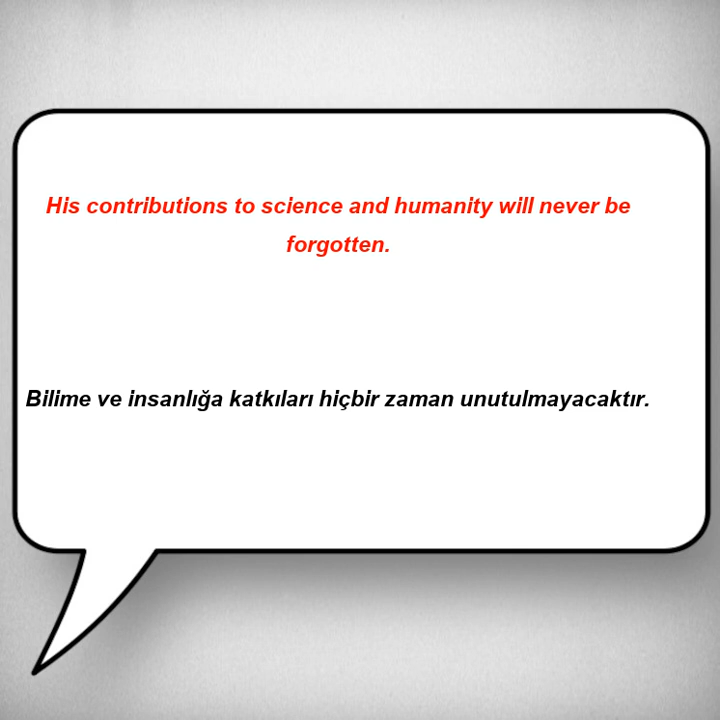 His contributions to science and humanity will never be
forgotten.
Bilime ve insanlığa katkıları hiçbir zaman unutulmayacaktır.